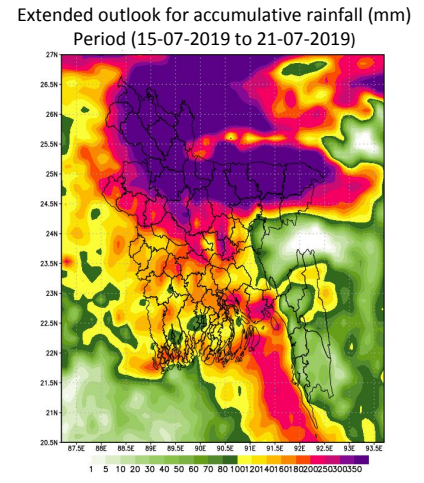 Extended outlook for accumulative rainfall (mm)
Period (15-07-2019 to 21-07-2019)
27N
26.5N
26N
25.5N
25N
24.5N
24N
23.5N
23N
22.5N
22N
21.5N
21N
20.5N
87.5E 88E 88.5E 89E 89.5E 90E 90.5E 91E 91.5E 92E 92.5E 93E 93.5E
1 5 10 20 30 40 50 60 70 80 100120140160180200250300350